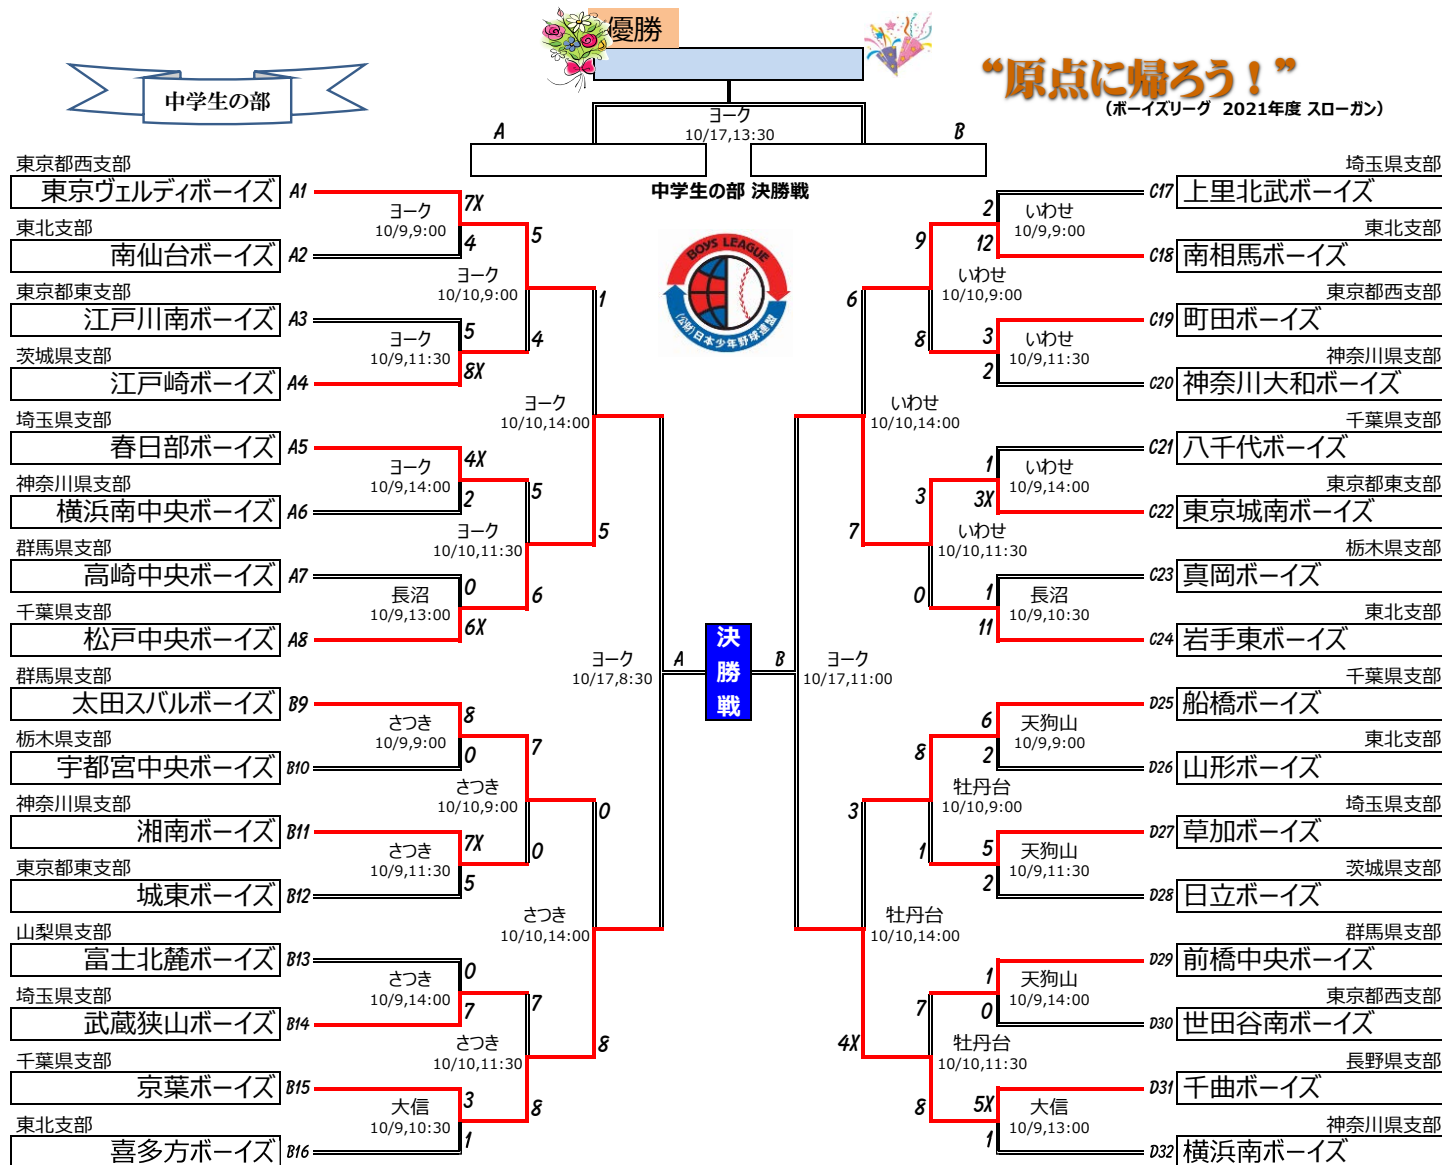 優勝
中学生の部
“原点に帰ろう！”
（ボーイズリーグ 2021年度 スローガン）
ヨーク
10/17,13:30
A
B
中学生の部 決勝戦
BOYS LEAGUE
(公財)日本少年野球連盟
東京都西支部
東京ヴェルディボーイズ A1
7X
ヨーク
10/9,9:00
4
東北支部
南仙台ボーイズ A2
5
ヨーク
10/10,9:00
4
東京都東支部
江戸川南ボーイズ A3
5
ヨーク
10/9,11:30
8X
茨城県支部
江戸崎ボーイズ A4
1
ヨーク
10/10,14:00
5
埼玉県支部
春日部ボーイズ A5
4X
ヨーク
10/9,14:00
2
神奈川県支部
横浜南中央ボーイズ A6
5
ヨーク
10/10,11:30
6
群馬県支部
高崎中央ボーイズ A7
0
長沼
10/9,13:00
6X
千葉県支部
松戸中央ボーイズ A8
ヨーク
10/17,8:30
A
決勝戦
B
ヨーク
10/17,11:00
群馬県支部
太田スバルボーイズ B9
8
さつき
10/9,9:00
0
栃木県支部
宇都宮中央ボーイズ B10
7
さつき
10/10,9:00
0
神奈川県支部
湘南ボーイズ B11
7X
さつき
10/9,11:30
5
東京都東支部
城東ボーイズ B12
0
さつき
10/10,14:00
8
山梨県支部
富士北麓ボーイズ B13
0
さつき
10/9,14:00
7
埼玉県支部
武蔵狭山ボーイズ B14
7
さつき
10/10,11:30
8
千葉県支部
京葉ボーイズ B15
3
大信
10/9,10:30
1
東北支部
喜多方ボーイズ B16
埼玉県支部
C17 上里北武ボーイズ
2
いわせ
10/9,9:00
12
東北支部
C18 南相馬ボーイズ
9
いわせ
10/10,9:00
8
東京都西支部
C19 町田ボーイズ
3
いわせ
10/9,11:30
2
神奈川県支部
C20 神奈川大和ボーイズ
6
いわせ
10/10,14:00
7
千葉県支部
C21 八千代ボーイズ
1
いわせ
10/9,14:00
3X
東京都東支部
C22 東京城南ボーイズ
3
いわせ
10/10,11:30
0
栃木県支部
C23 真岡ボーイズ
1
長沼
10/9,10:30
11
東北支部
C24 岩手東ボーイズ
千葉県支部
D25 船橋ボーイズ
6
天狗山
10/9,9:00
2
東北支部
D26 山形ボーイズ
8
牡丹台
10/10,9:00
1
埼玉県支部
D27 草加ボーイズ
5
天狗山
10/9,11:30
2
茨城県支部
D28 日立ボーイズ
3
牡丹台
10/10,14:00
4X
群馬県支部
D29 前橋中央ボーイズ
1
天狗山
10/9,14:00
0
東京都西支部
D30 世田谷南ボーイズ
7
牡丹台
10/10,11:30
8
長野県支部
D31 千曲ボーイズ
5X
大信
10/9,13:00
1
神奈川県支部
D32 横浜南ボーイズ